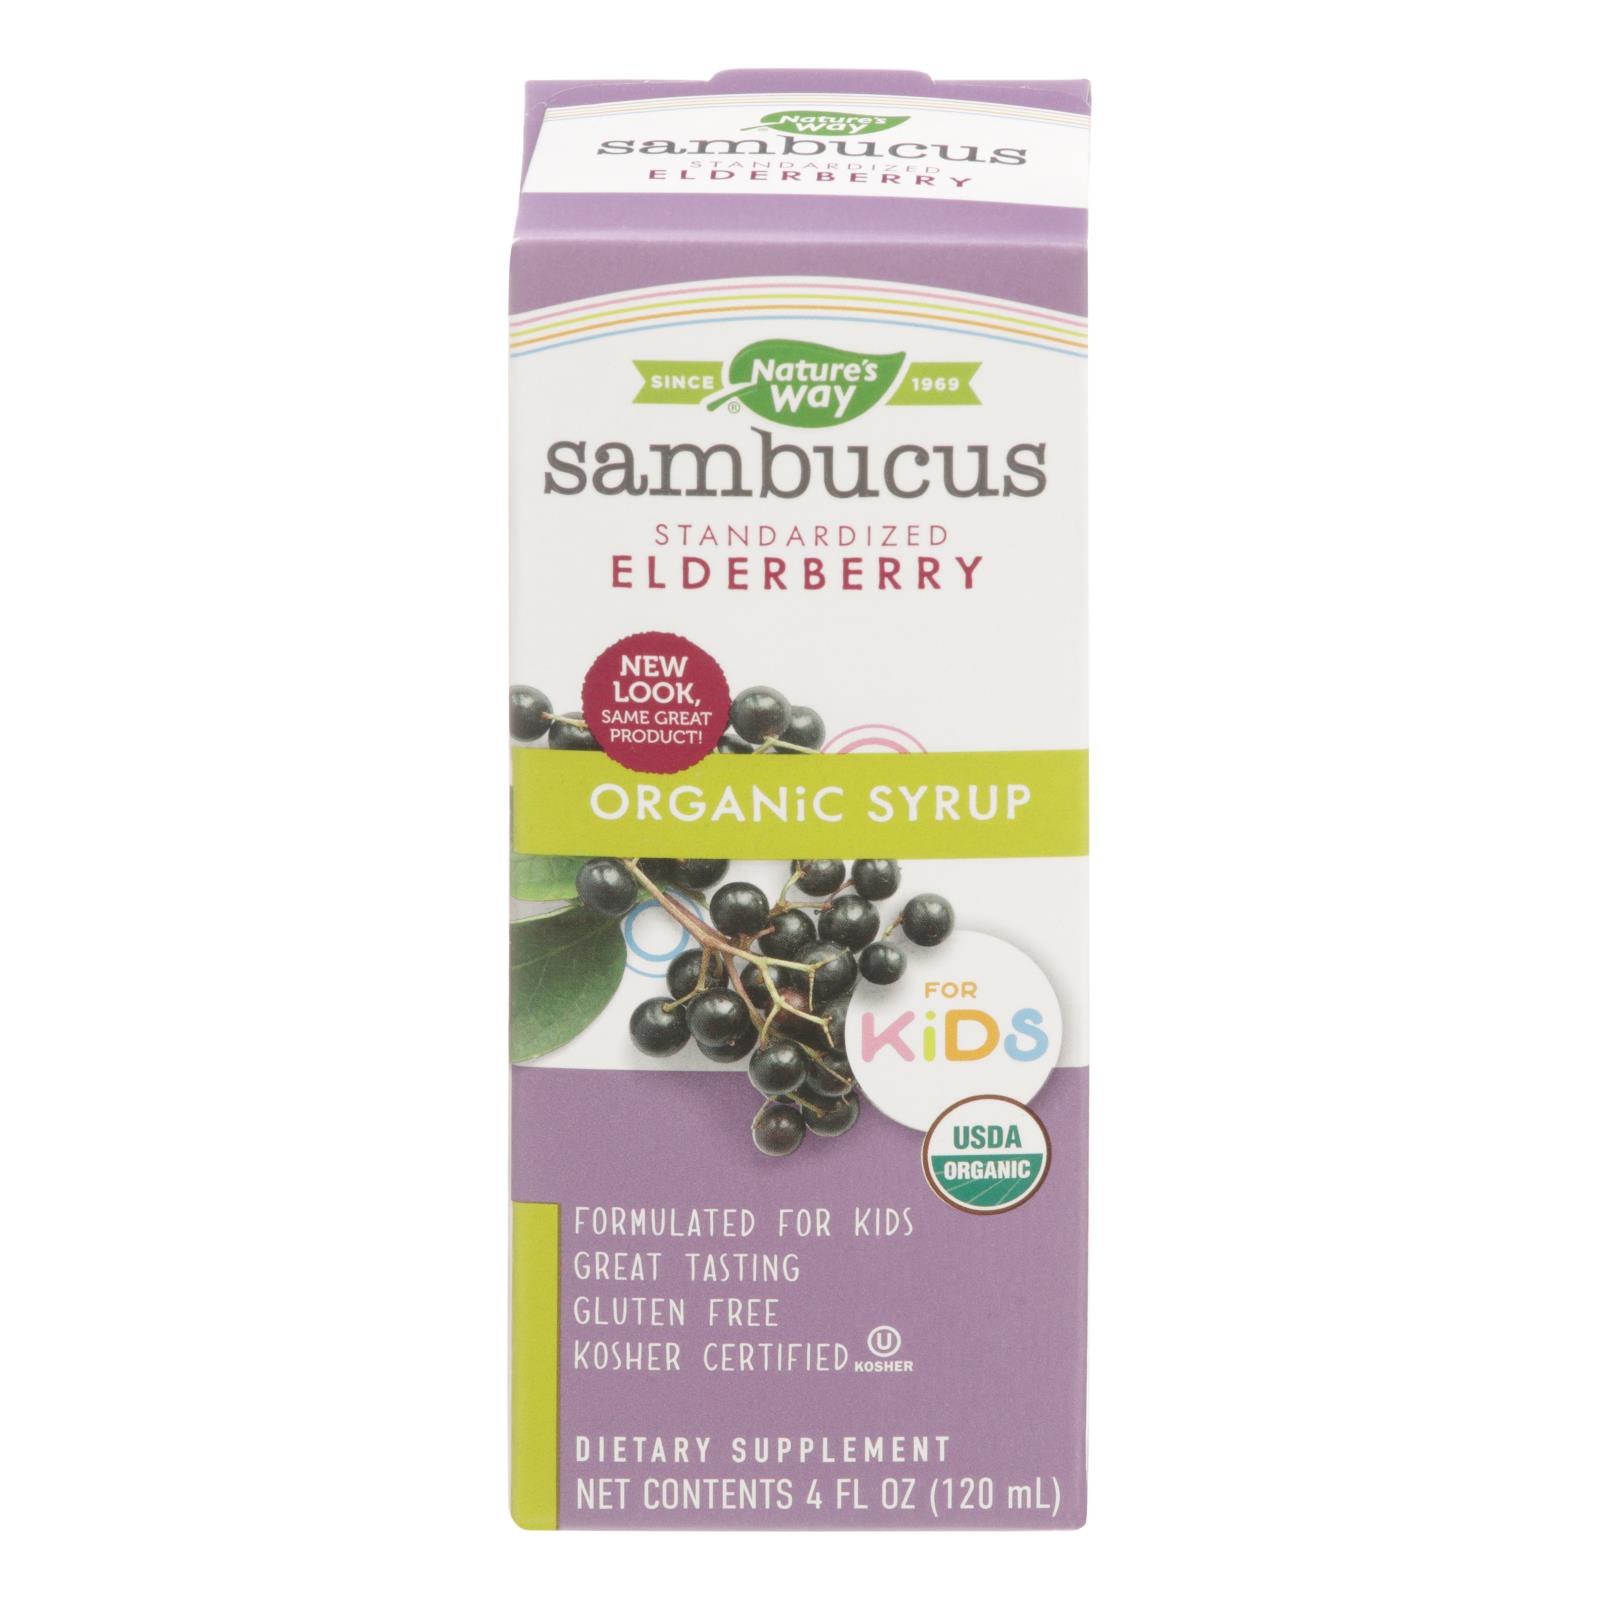 Nature's
Way
sambucus
STANDARDIZED
ELDERBERRY
SINCE Nature's Way ® 1969
sambucus
STANDARDIZED
ELDERBERRY
NEW
LOOK,
SAME GREAT
PRODUCT!
ORGANiC SYRUP
FOR
KiDS
USDA
ORGANIC
FORMULATED FOR KIDS
GREAT TASTING
GLUTEN FREE
KOSHER CERTIFIED U KOSHER
DIETARY SUPPLEMENT
NET CONTENTS 4 FL OZ (120 mL)